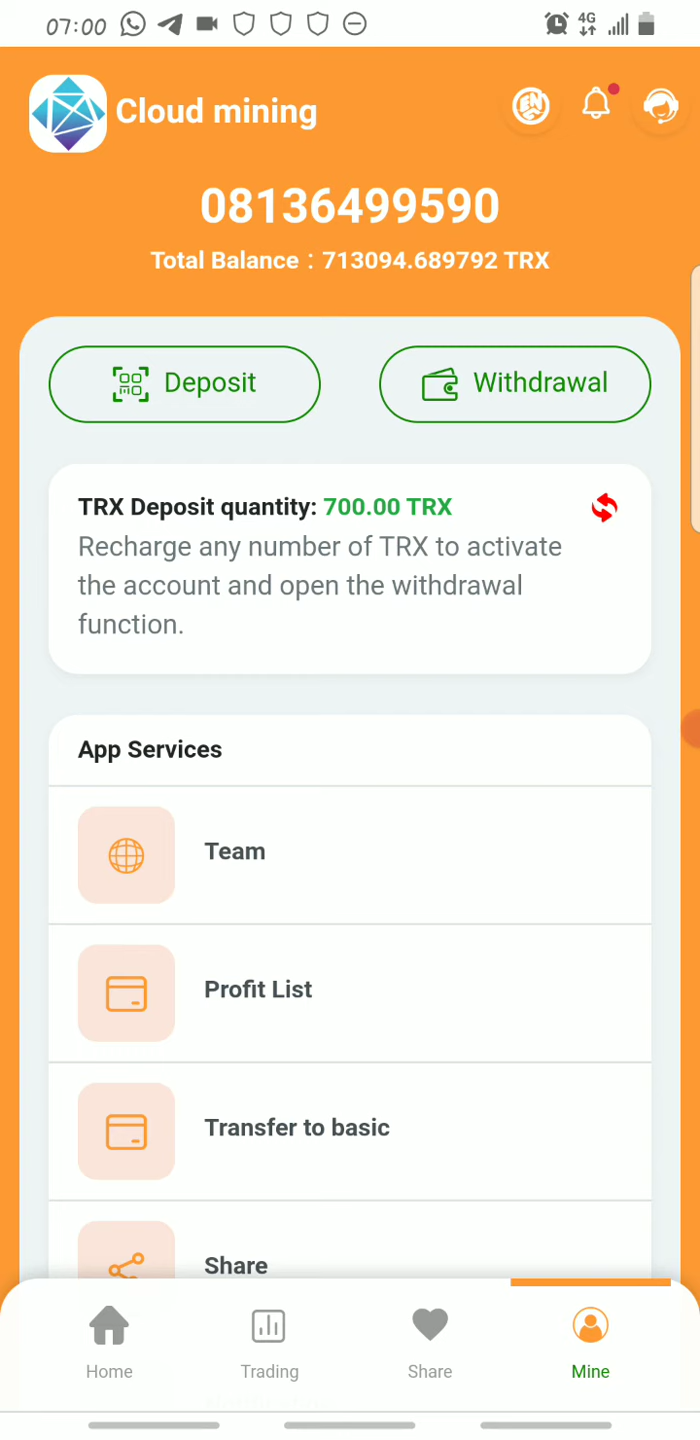 07:00
4G
Cloud mining
EN
08136499590
Total Balance : 713094.689792 TRX
Deposit
Withdrawal
TRX Deposit quantity: 700.00 TRX
Recharge any number of TRX to activate
the account and open the withdrawal
function.
App Services
Team
Profit List
Transfer to basic
Share
Home
Trading
Share
Mine